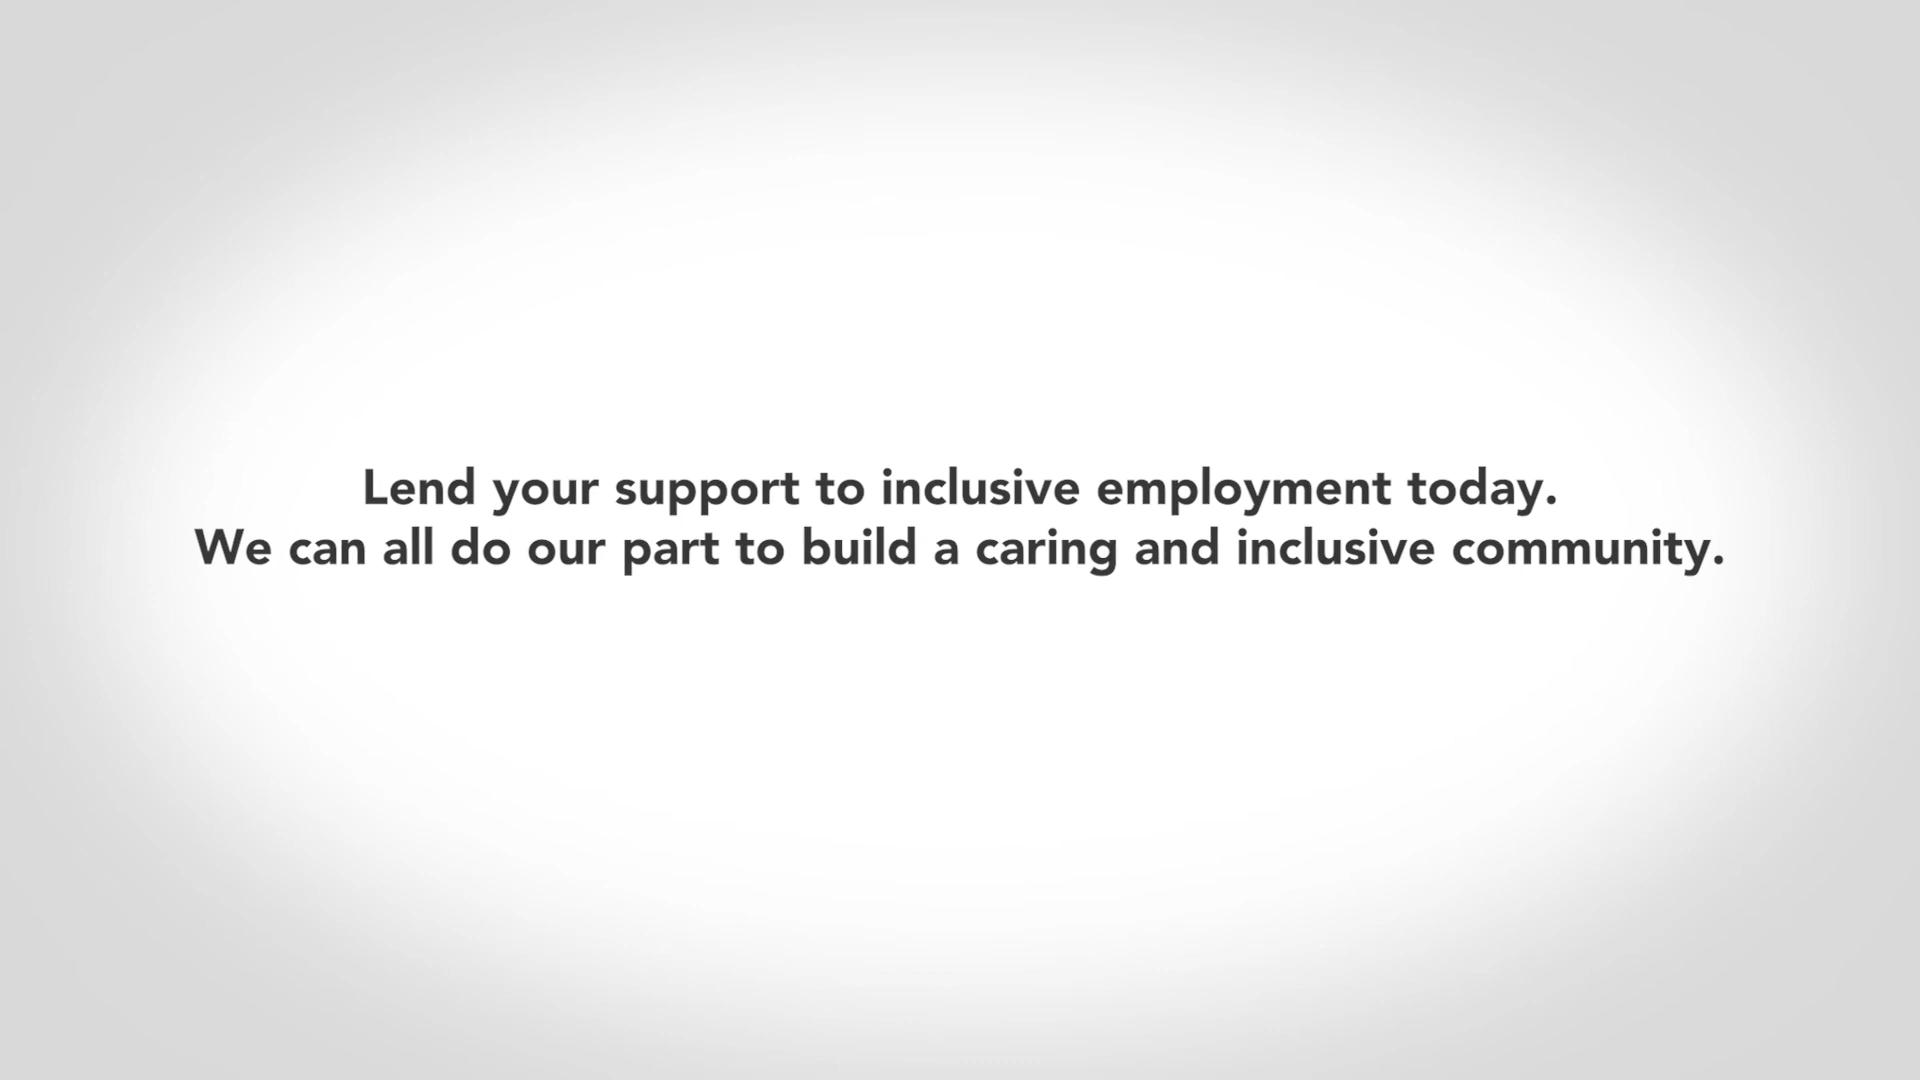 Lend your support to inclusive employment today.
We can all do our part to build a caring and inclusive community.